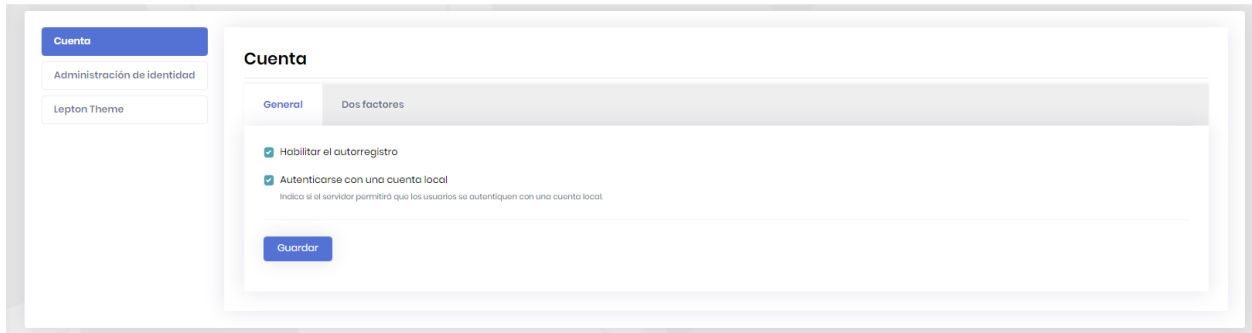 Cuenta
Administración de identidad
Lepton Theme
Cuenta
General
Dos factores
Habilitar el autorregistro
Autenticarse con una cuenta local
Indica si el servidor permitirá que los usuarios se autentiquen con una cuenta local.
Guardar